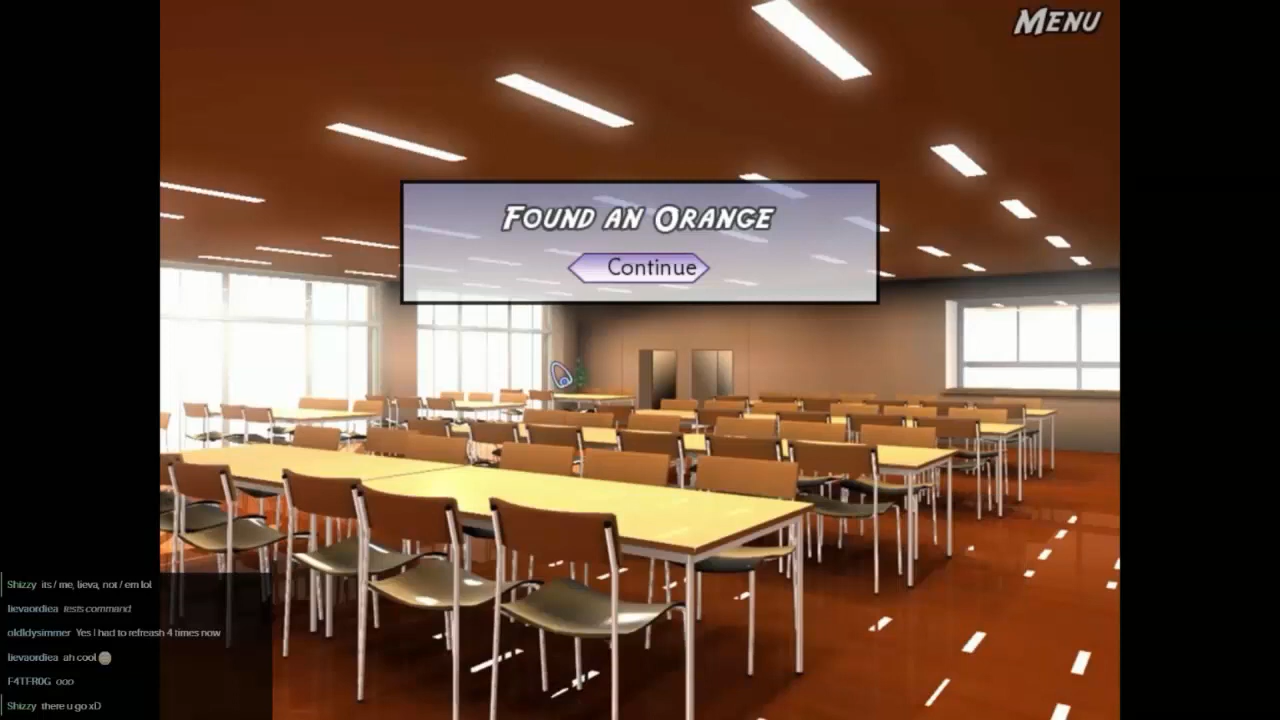 MENU
FOUND AN ORANGE
Continue
Shizzy its / me, lieva, not / em lol
lievaordiea tests command
oldldysimmer Yes I had to refreash 4 times now
lievaordiea ah cool
F4TFR0G ooo
Shizzy there u go xD